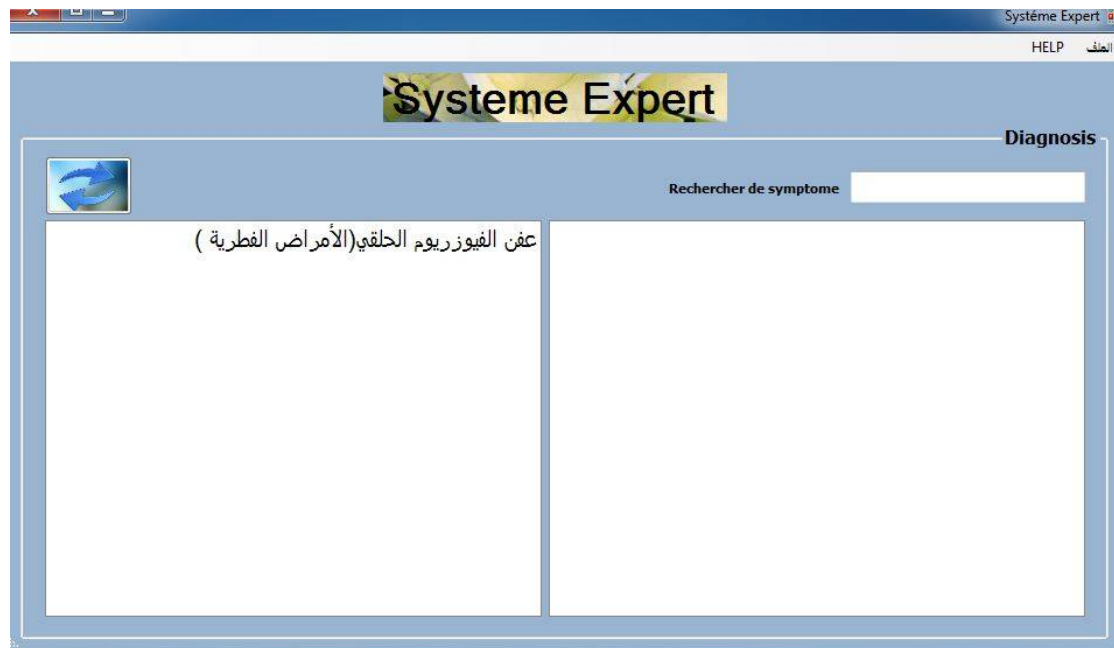 Systéme Expert
الملف HELP
Systeme Expert
Diagnosis
Rechercher de symptome
عفن الفيوزريوم الحلقي(الأمراض الفطرية )